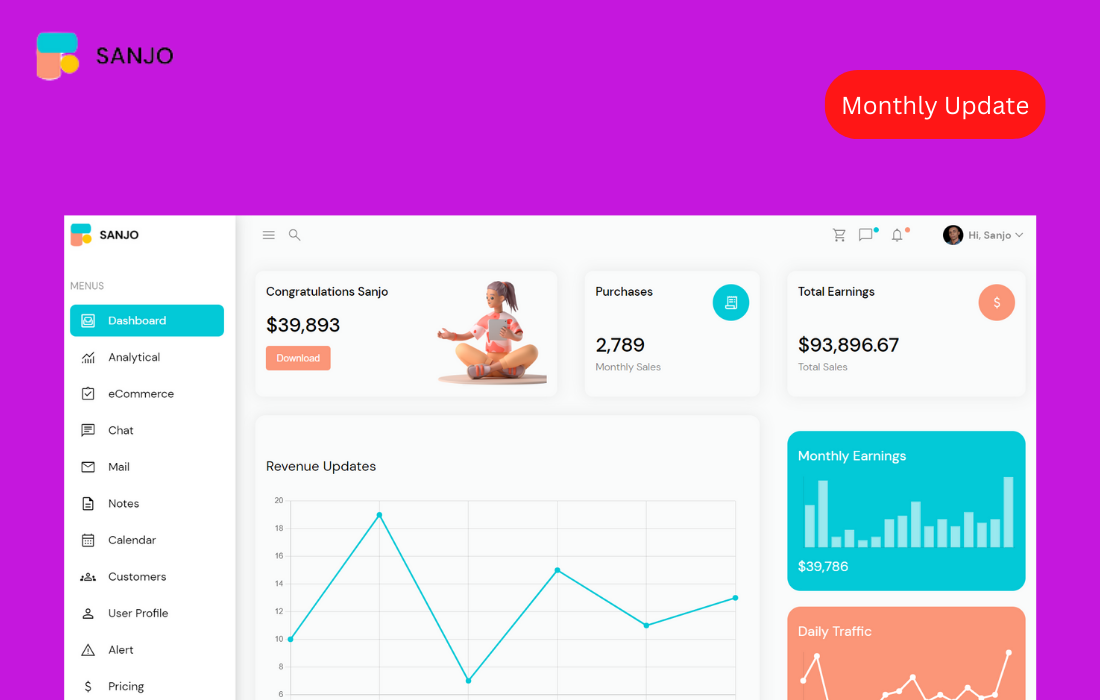 SANJO
Monthly Update
SANJO
Hi, Sanjo
MENUS
Dashboard
Analytical
eCommerce
Chat
Mail
Notes
Calendar
Customers
User Profile
Alert
$ Pricing
Congratulations Sanjo
$39,893
Download
Purchases
2,789
Monthly Sales
Total Earnings
$
$93,896.67
Total Sales
Revenue Updates
20
18
16
14
12
10
8
6
Monthly Earnings
$39,786
Daily Traffic